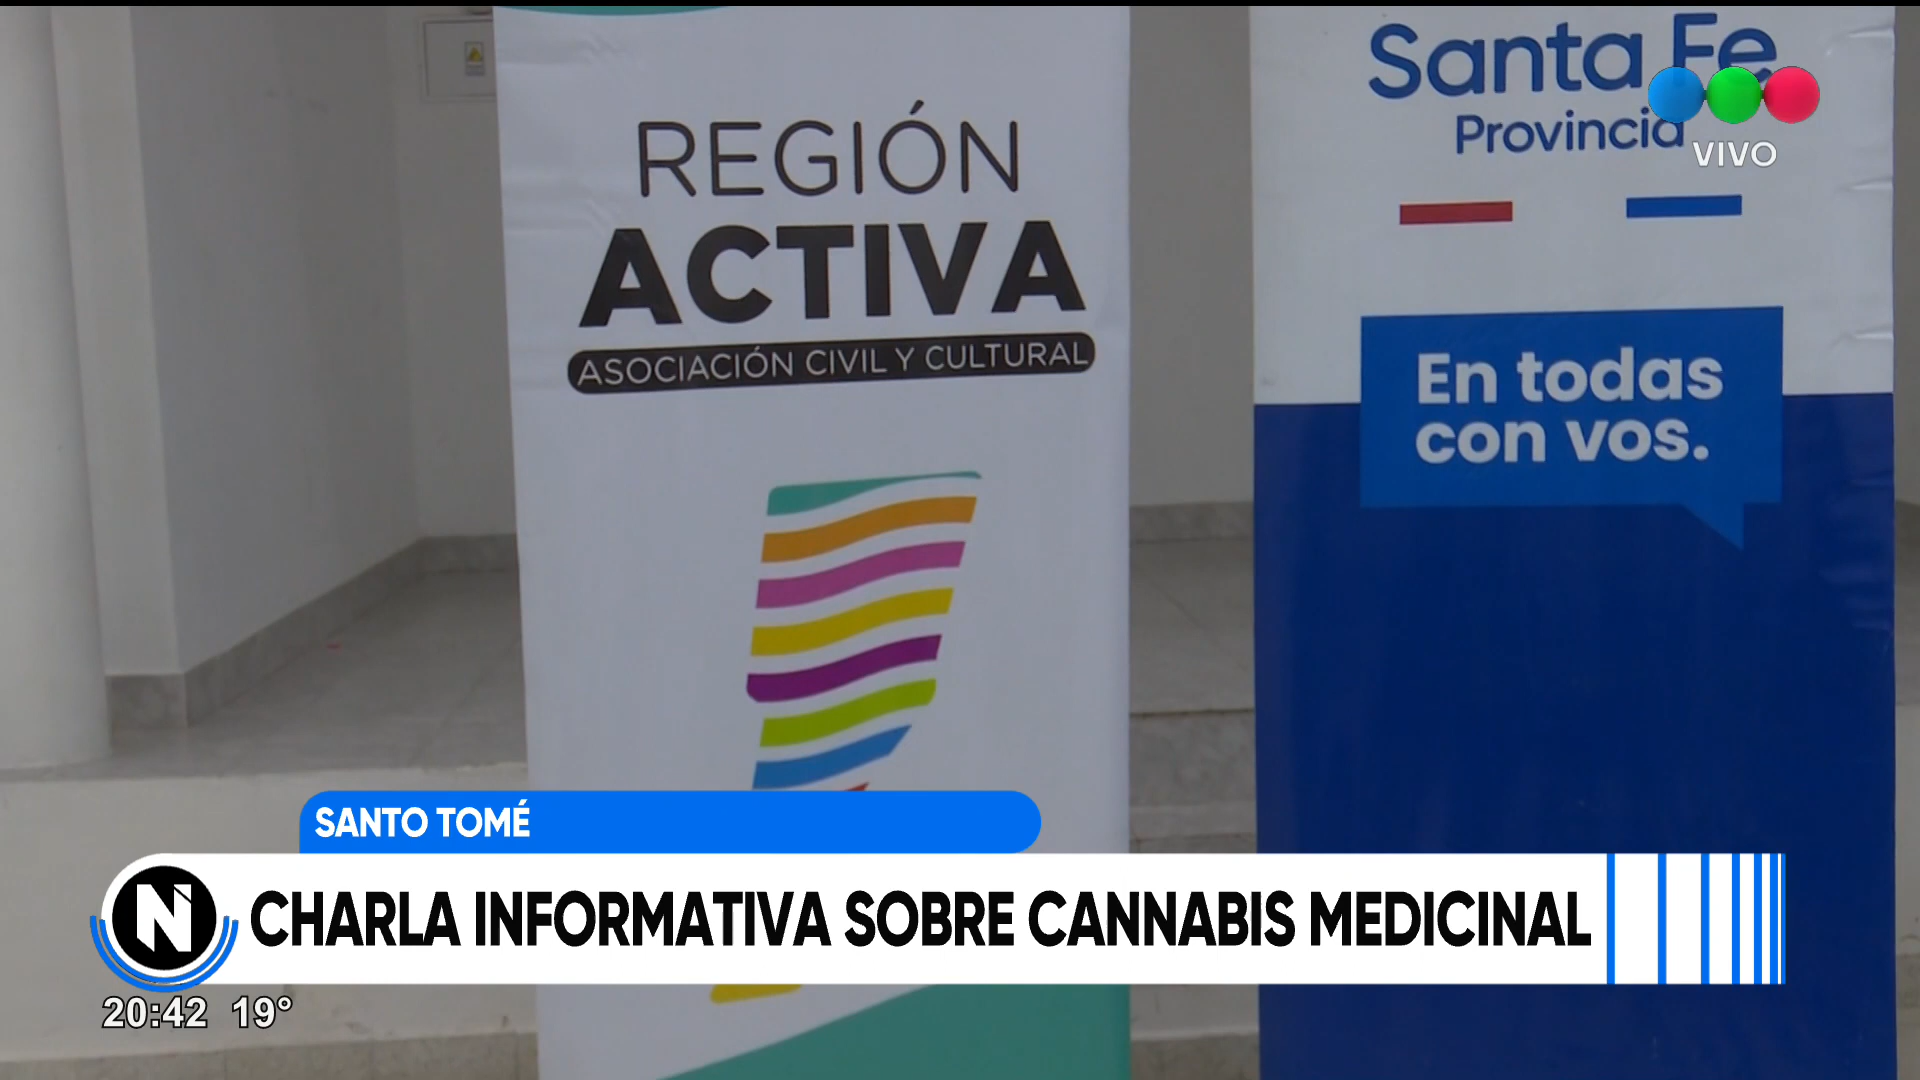 REGIÓN
ACTIVA
ASOCIACIÓN CIVIL Y CULTURAL
Santa Fe
Provincia
VIVO
En todas
con vos.
SANTO TOMÉ
N CHARLA INFORMATIVA SOBRE CANNABIS MEDICINAL
20:42 19°